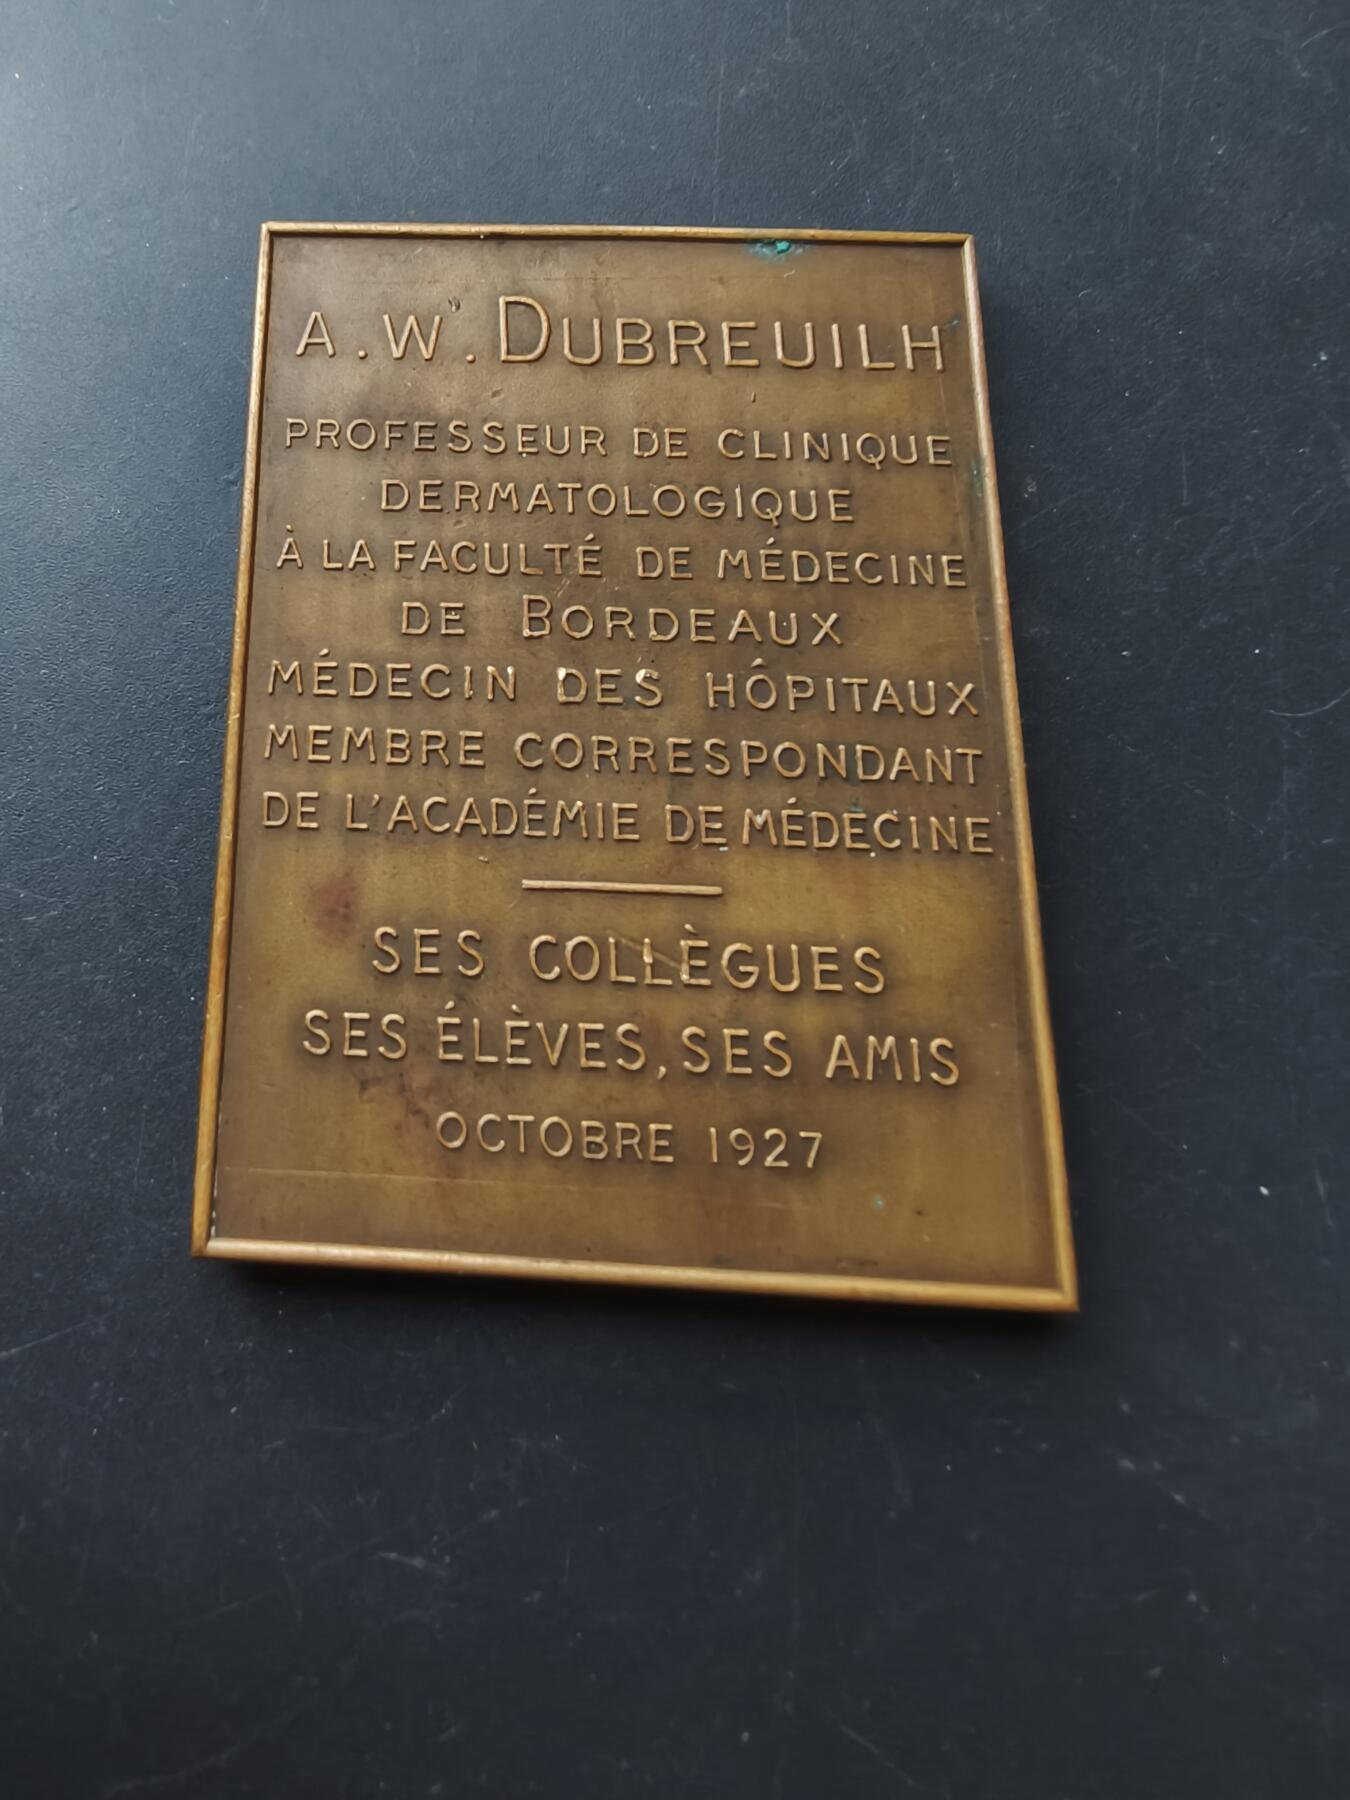 A. W. DUBREUILH
PROFESSEUR DE CLINIQUE
DERMATOLOGIQUE
À LA FACULTÉ DE MÉDECINE
DE BORDEAUX
MÉDECIN DES HÔPITAUX
MEMBRE CORRESPONDANT
DE L'ACADÉMIE DE MÉDECINE
SES COLLÈGUES
SES ÉLÈVES, SES AMIS
OCTOBRE 1927